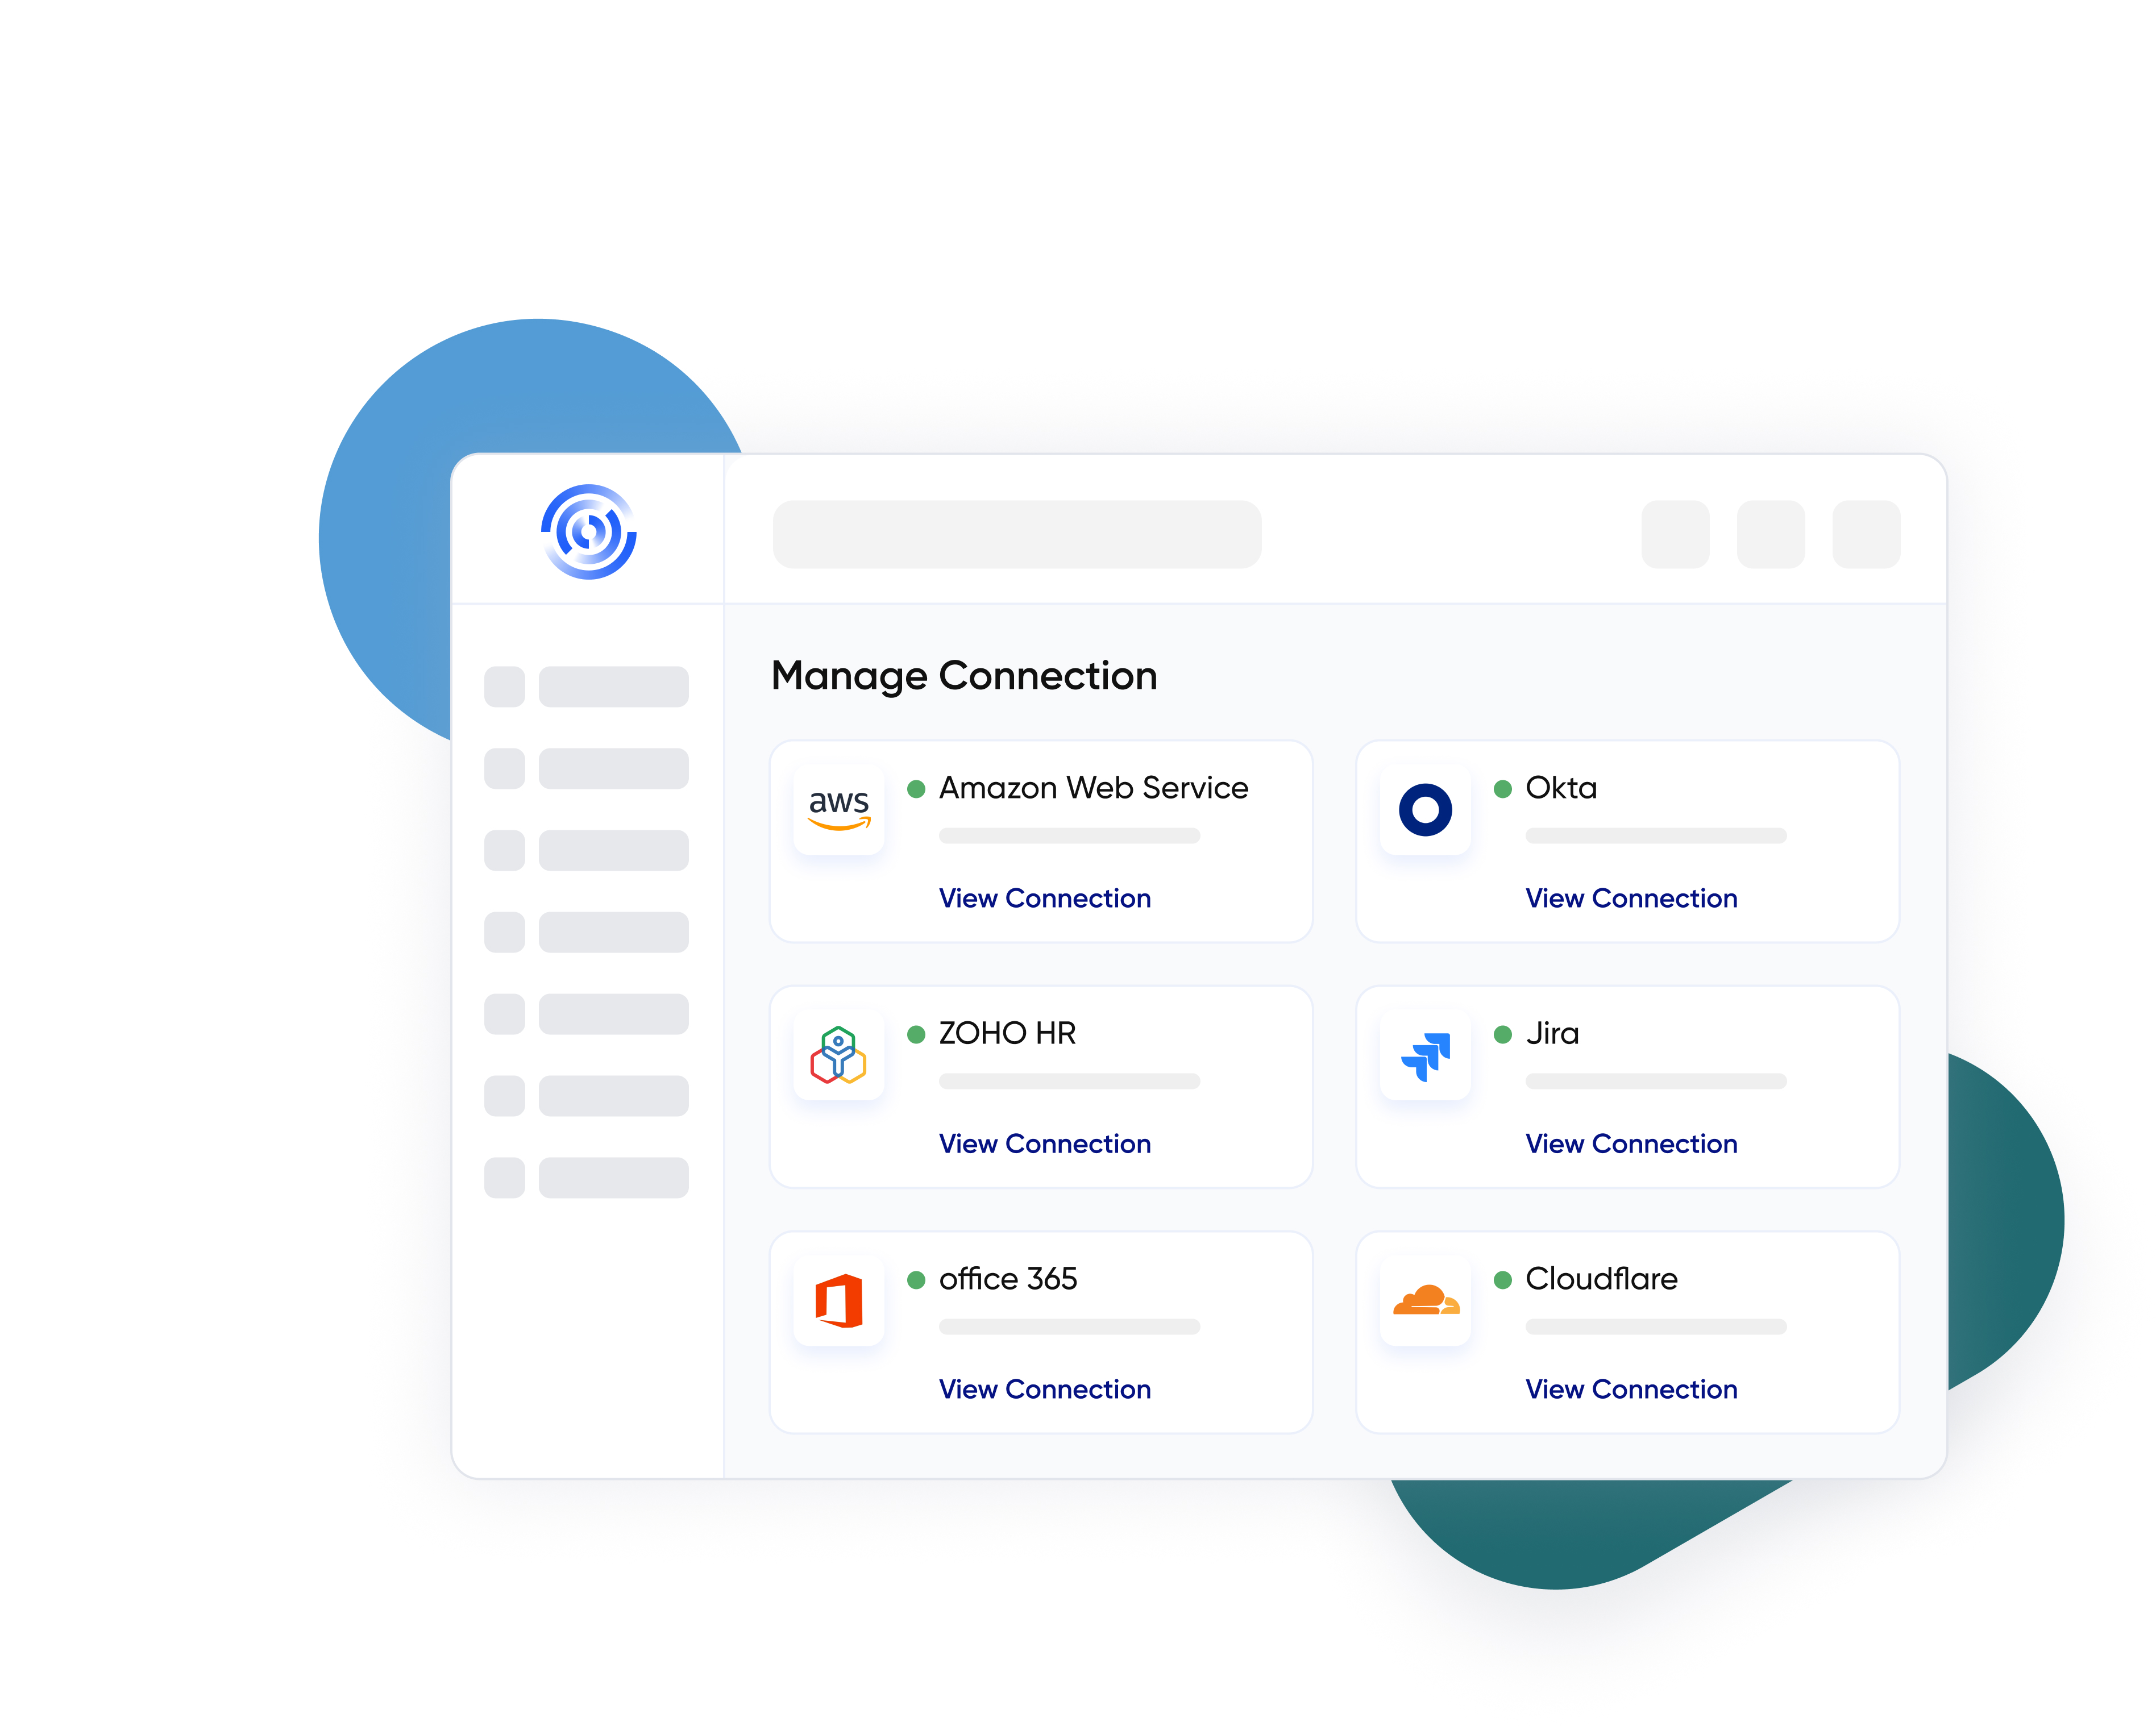 Manage Connection
aws
Amazon Web Service
View Connection
Okta
View Connection
ZOHO HR
View Connection
Jira
View Connection
office 365
View Connection
Cloudflare
View Connection